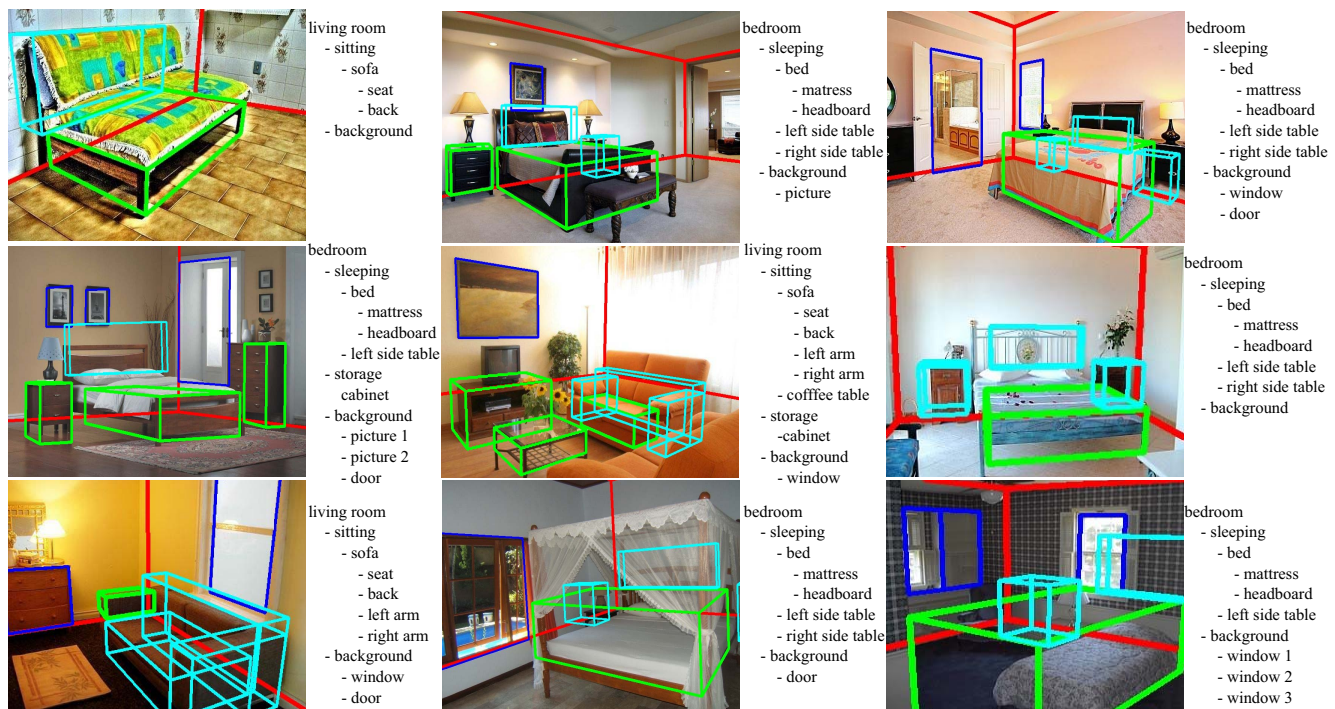 living room
- sitting
- sofa
- seat
- back
- background
bedroom
- sleeping
- bed
- matress
- headboard
- left side table
- right side table
- background
- picture
bedroom
- sleeping
- bed
- mattress
- headboard
- left side table
- right side table
- background
- window
- door
bedroom
- sleeping
- bed
- mattress
- headboard
- left side table
- storage
cabinet
- background
- picture 1
- picture 2
- door
living room
- sitting
- sofa
- seat
- back
- left arm
- right arm
- cofffee table
- storage
-cabinet
- background
- window
bedroom
- sleeping
- bed
- mattress
- headboard
- left side table
- right side table
- background
living room
- sitting
- sofa
- seat
- back
- left arm
- right arm
- background
- window
- door
bedroom
- sleeping
- bed
- mattress
- headboard
- left side table
- right side table
- background
- door
bedroom
- sleeping
- bed
- mattress
- headboard
- left side table
- background
- window 1
- window 2
- window 3